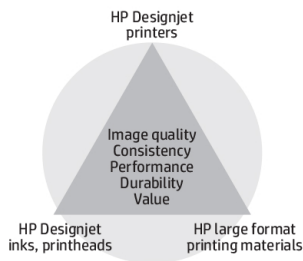 HP Designjet
printers
Image quality
Consistency
Performance
Durability
Value
HP Designjet
inks, printheads
HP large format
printing materials